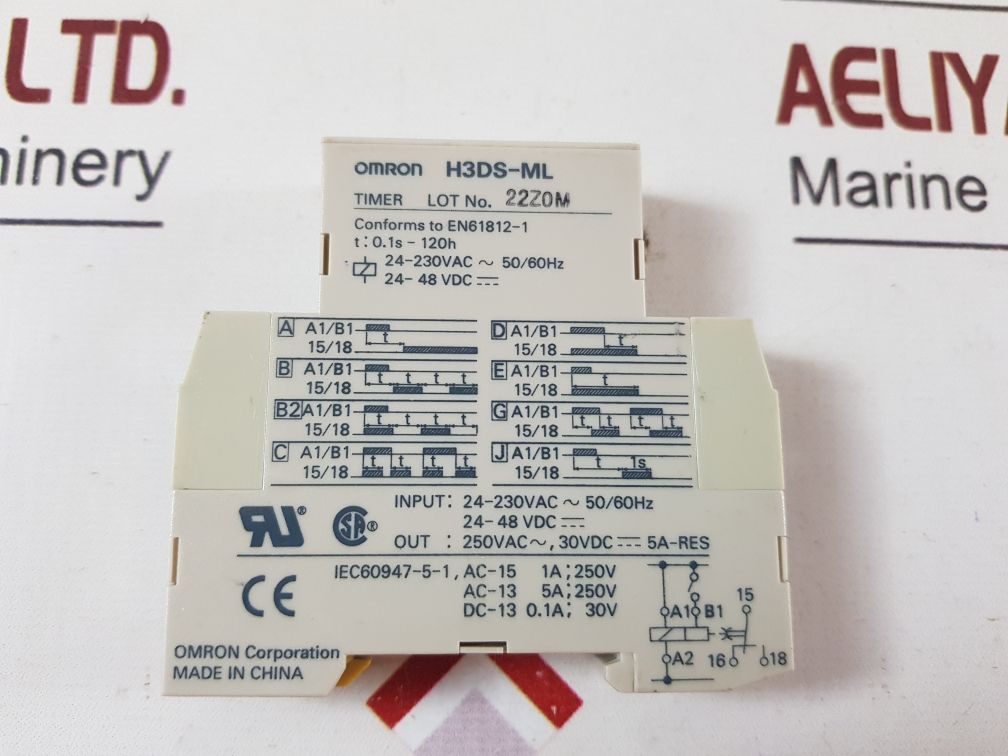 LTD.
AELIY
hinery
Marine
OMRON H3DS-ML
TIMER LOT No. 22Z0M
Conforms to EN61812-1
t: 0.1s - 120h
24-230VAC ~ 50/60Hz
24- 48 VDC ⎓
A A1/B1 t
15/18
B A1/B1 t t t
15/18
B2 A1/B1 t t t
15/18
C A1/B1 t t t t
15/18
D A1/B1 t
15/18
E A1/B1 t
15/18
G A1/B1 t t t t
15/18
J A1/B1 t 1s
15/18
INPUT: 24-230VAC ~ 50/60Hz
24- 48 VDC ⎓
OUT : 250VAC~, 30VDC ⎓ 5A-RES
RU ® SA ®
CE
IEC60947-5-1, AC-15 1A; 250V
AC-13 5A; 250V
DC-13 0.1A; 30V
A1 B1 15
A2 16 18
OMRON Corporation
MADE IN CHINA